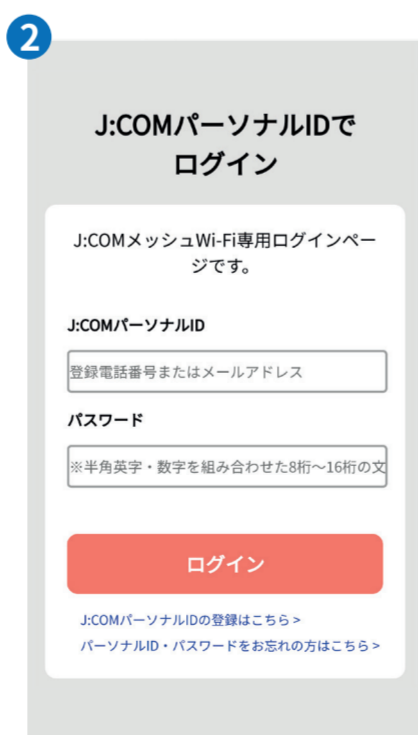 2
J:COMパーソナルIDで
ログイン
J:COMメッシュWi-Fi専用ログインペー
ジです。
J:COMパーソナルID
登録電話番号またはメールアドレス
パスワード
※半角英字・数字を組み合わせた8桁～16桁の文
ログイン
J:COMパーソナルIDの登録はこちら >
パーソナルID・パスワードをお忘れの方はこちら >